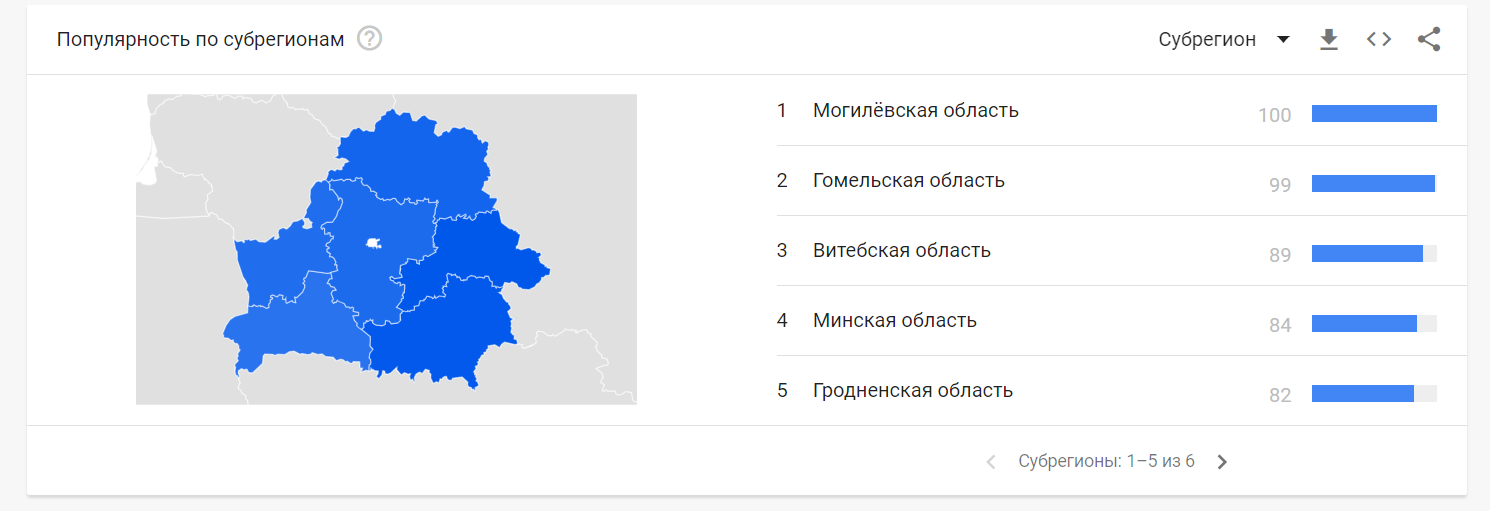 Популярность по субрегионам ?
Субрегион
1 Могилёвская область 100
2 Гомельская область 99
3 Витебская область 89
4 Минская область 84
5 Гродненская область 82
Субрегионы: 1–5 из 6